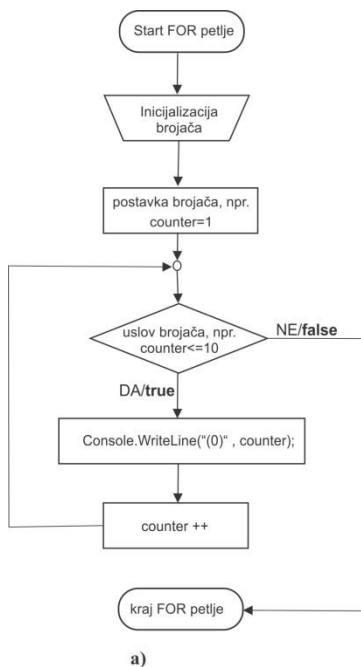 Start FOR petlje
Inicijalizacija
brojača
postavka brojača, npr.
counter=1
uslov brojača, npr.
counter<=10
NE/false
DA/true
Console.WriteLine("(0)" , counter);
counter ++
kraj FOR petlje
a)